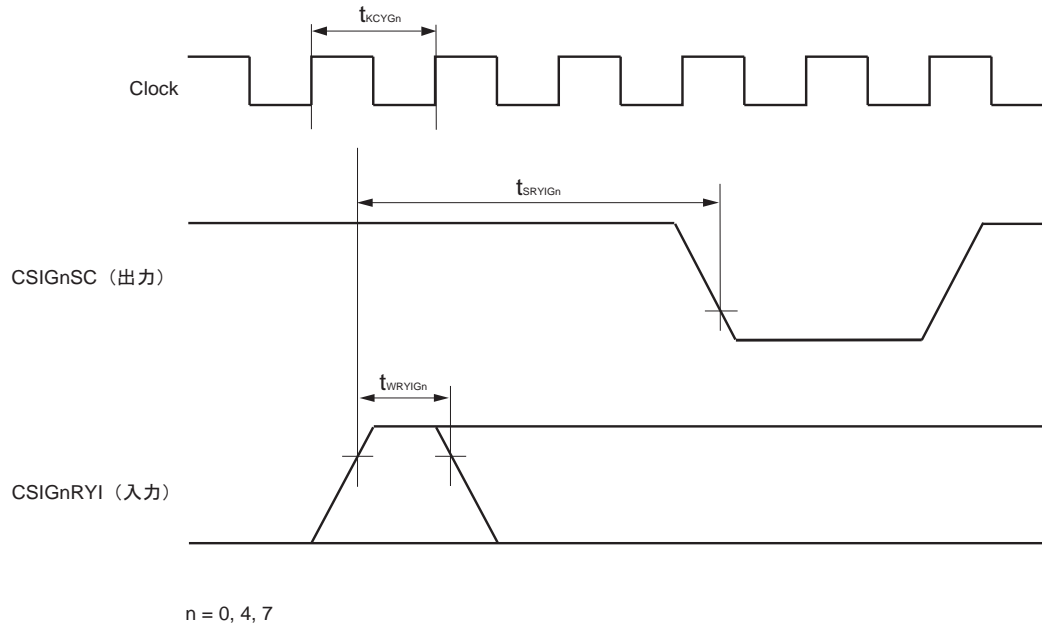 tKCYGn
Clock
tSRYIGn
CSIGnSC（出力）
tWRYIGn
CSIGnRYI（入力）
n = 0, 4, 7